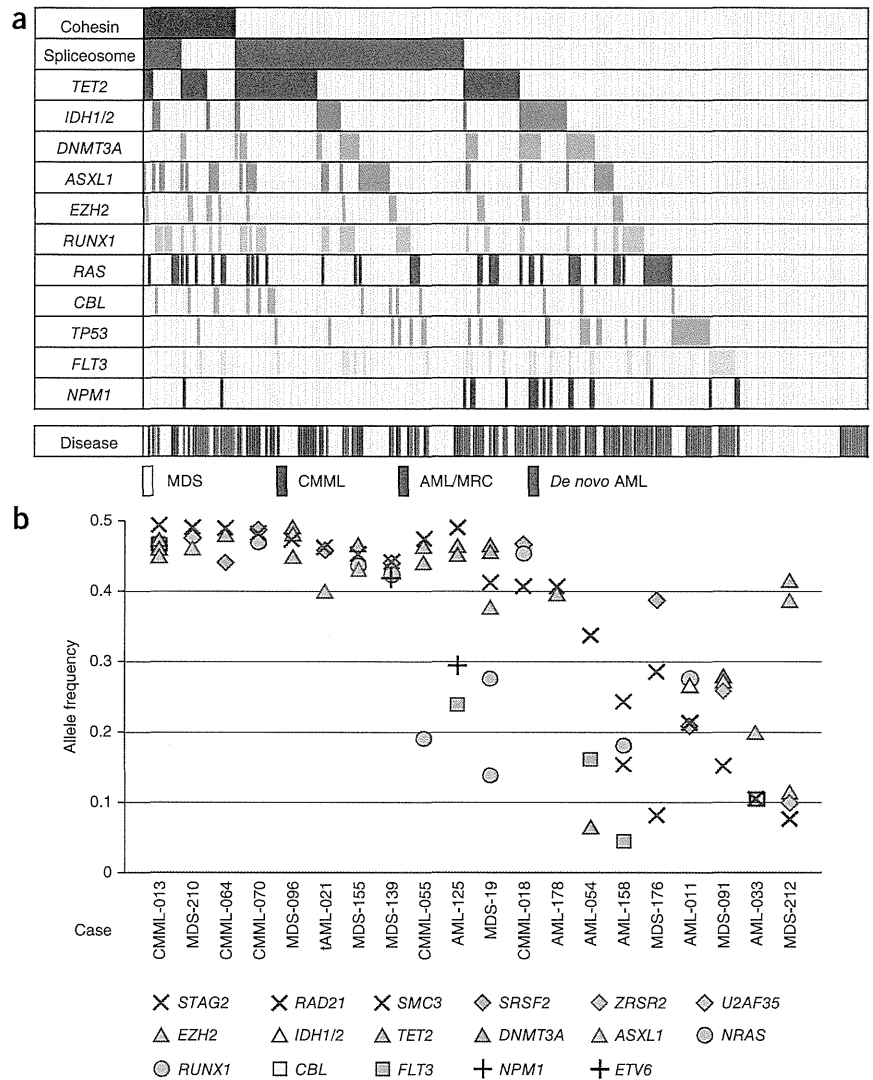 a
Cohesin
Spliceosome
TET2
IDH1/2
DNMT3A
ASXL1
EZH2
RUNX1
RAS
CBL
TP53
FLT3
NPM1
Disease
MDS CMML AML/MRC De novo AML
b
Allele frequency
0.5
0.4
0.3
0.2
0.1
0
Case
CMML-013
MDS-210
CMML-064
CMML-070
MDS-096
tAML-021
MDS-155
MDS-139
CMML-055
AML-125
MDS-19
CMML-018
AML-178
AML-054
AML-158
MDS-176
AML-011
MDS-091
AML-033
MDS-212
STAG2 RAD21 SMC3 SRSF2 ZRSR2 U2AF35
EZH2 IDH1/2 TET2 DNMT3A ASXL1 NRAS
RUNX1 CBL FLT3 NPM1 ETV6